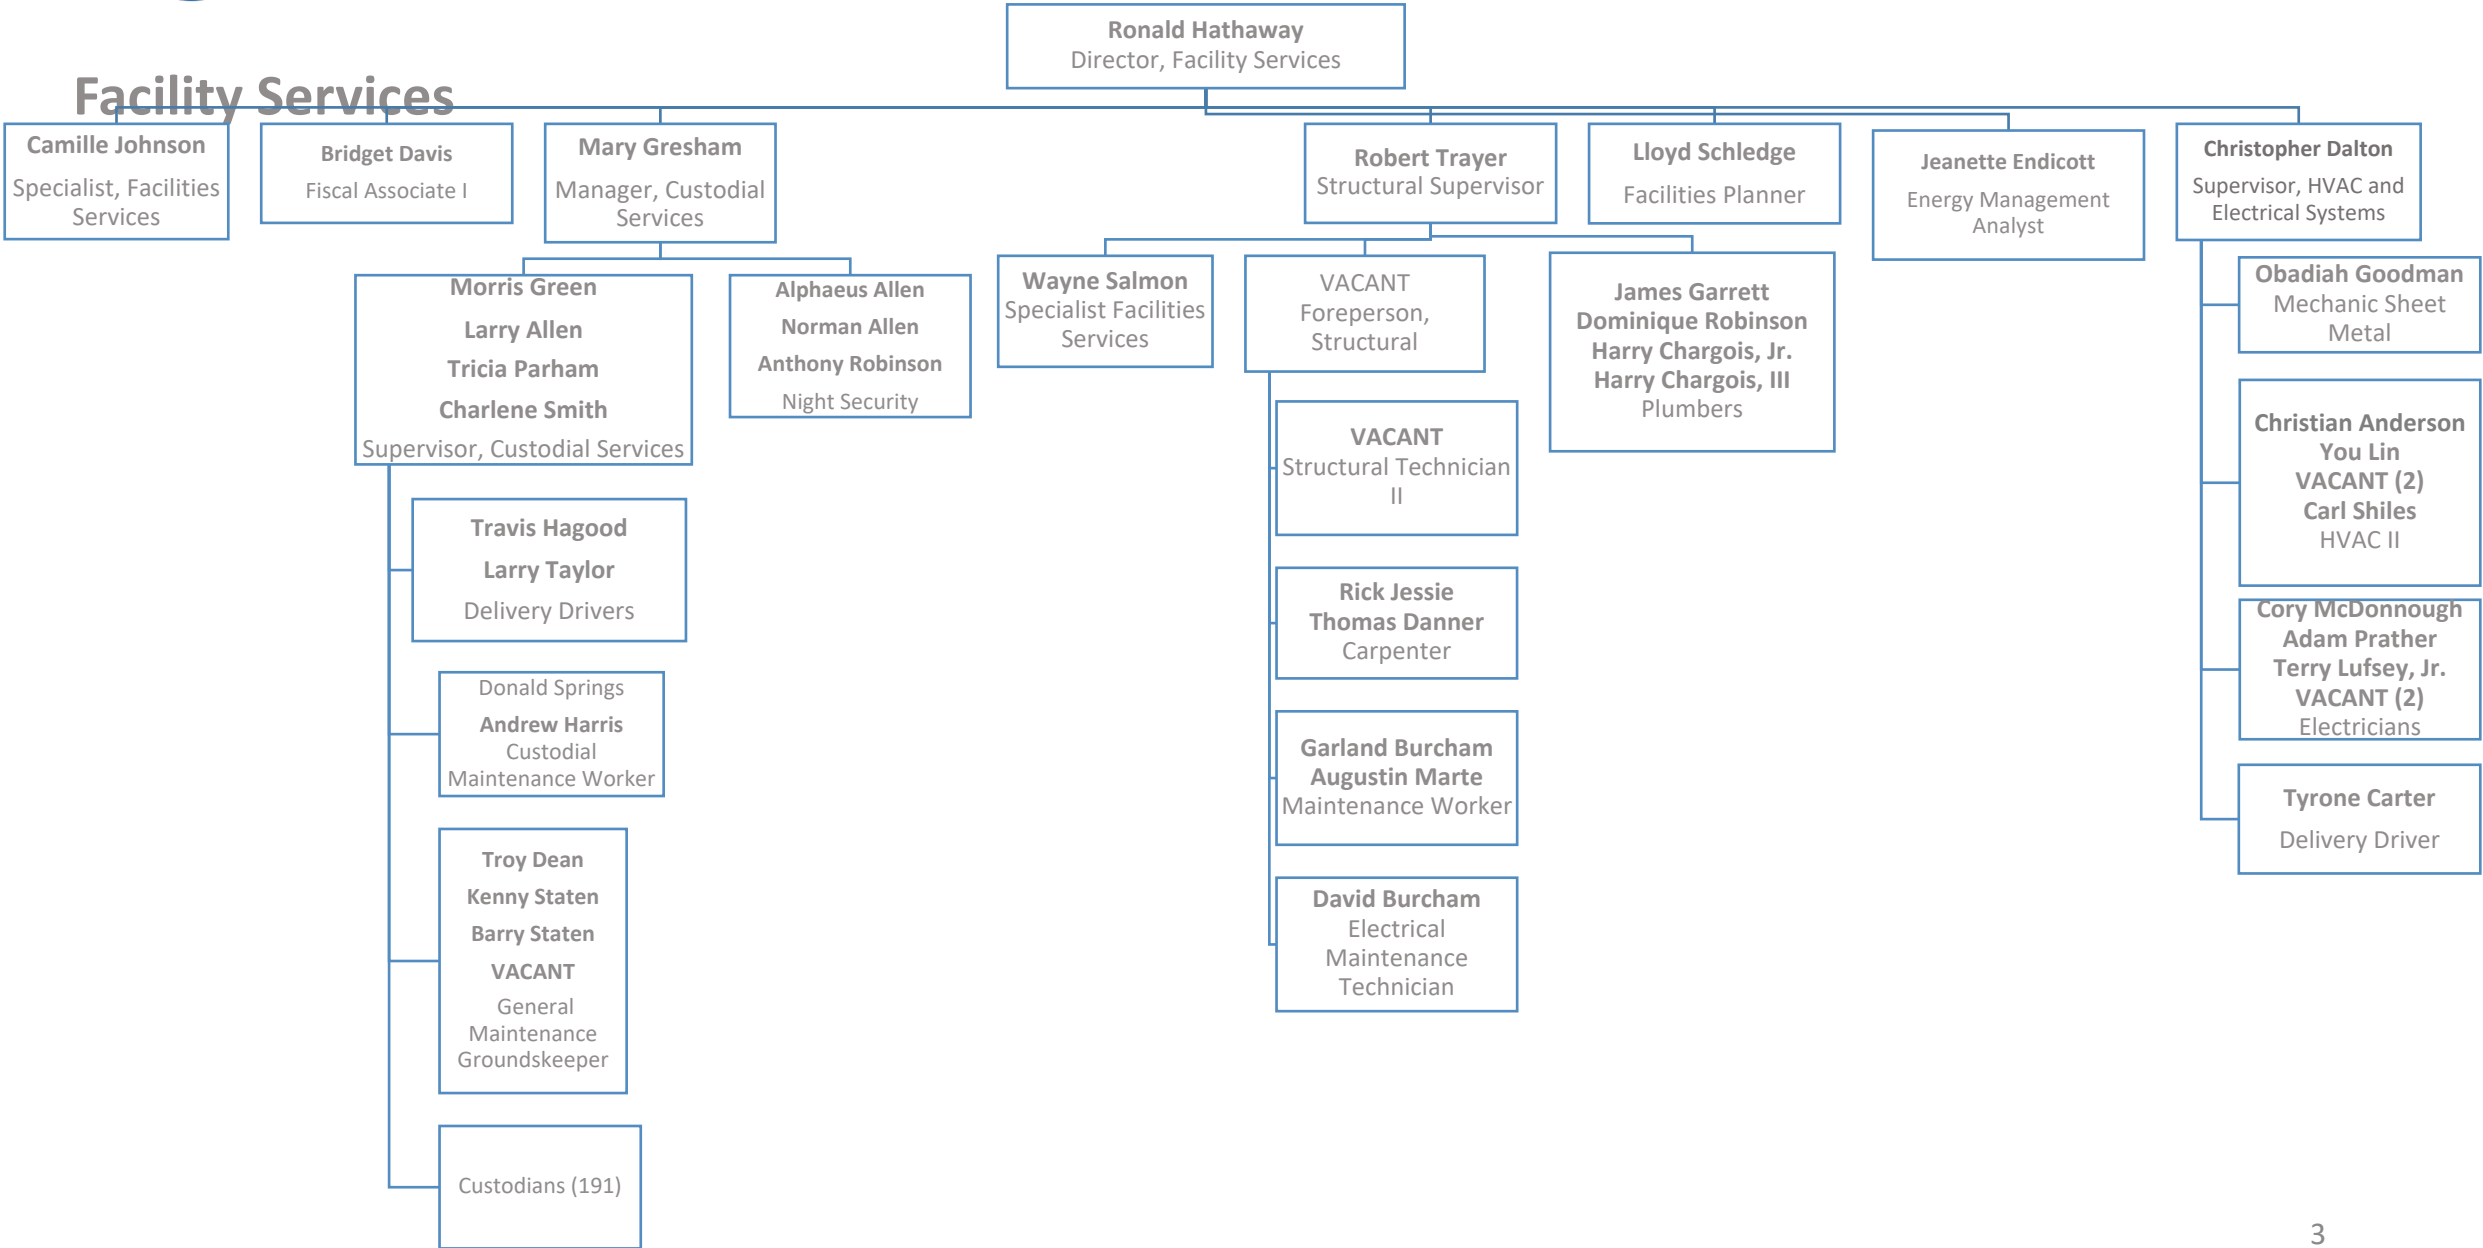 Facility Services
Ronald Hathaway
Director, Facility Services
Camille Johnson
Specialist, Facilities
Services
Bridget Davis
Fiscal Associate I
Mary Gresham
Manager, Custodial
Services
Robert Trayer
Structural Supervisor
Lloyd Schledge
Facilities Planner
Jeanette Endicott
Energy Management
Analyst
Christopher Dalton
Supervisor, HVAC and
Electrical Systems
Morris Green
Larry Allen
Tricia Parham
Charlene Smith
Supervisor, Custodial Services
Alphaeus Allen
Norman Allen
Anthony Robinson
Night Security
Travis Hagood
Larry Taylor
Delivery Drivers
Donald Springs
Andrew Harris
Custodial
Maintenance Worker
Troy Dean
Kenny Staten
Barry Staten
VACANT
General
Maintenance
Groundskeeper
Custodians (191)
Wayne Salmon
Specialist Facilities
Services
VACANT
Foreperson,
Structural
James Garrett
Dominique Robinson
Harry Chargois, Jr.
Harry Chargois, III
Plumbers
VACANT
Structural Technician
II
Rick Jessie
Thomas Danner
Carpenter
Garland Burcham
Augustin Marte
Maintenance Worker
David Burcham
Electrical
Maintenance
Technician
Obadiah Goodman
Mechanic Sheet
Metal
Christian Anderson
You Lin
VACANT (2)
Carl Shiles
HVAC II
Cory McDonnough
Adam Prather
Terry Lufsey, Jr.
VACANT (2)
Electricians
Tyrone Carter
Delivery Driver
3